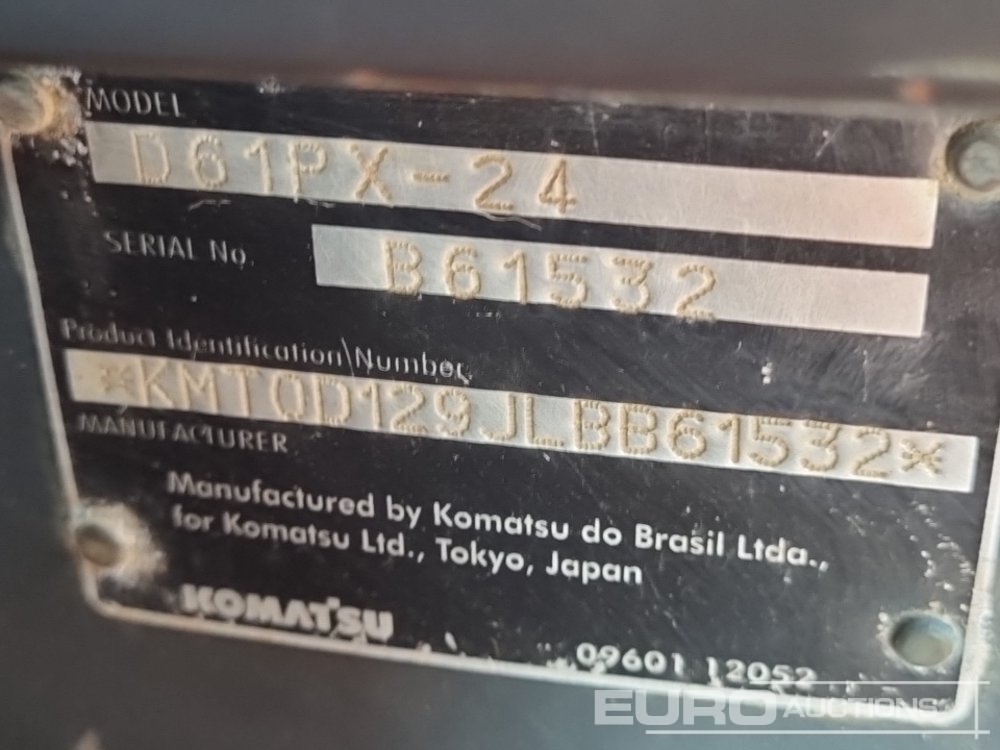 MODEL
D61PX-24
SERIAL No.
B61532
Product Identification Number
*KMT0D129JLBB61532*
MANUFACTURER
Manufactured by Komatsu do Brasil Ltda.,
for Komatsu Ltd., Tokyo, Japan
KOMATSU
09601 12052
EURO AUCTIONS